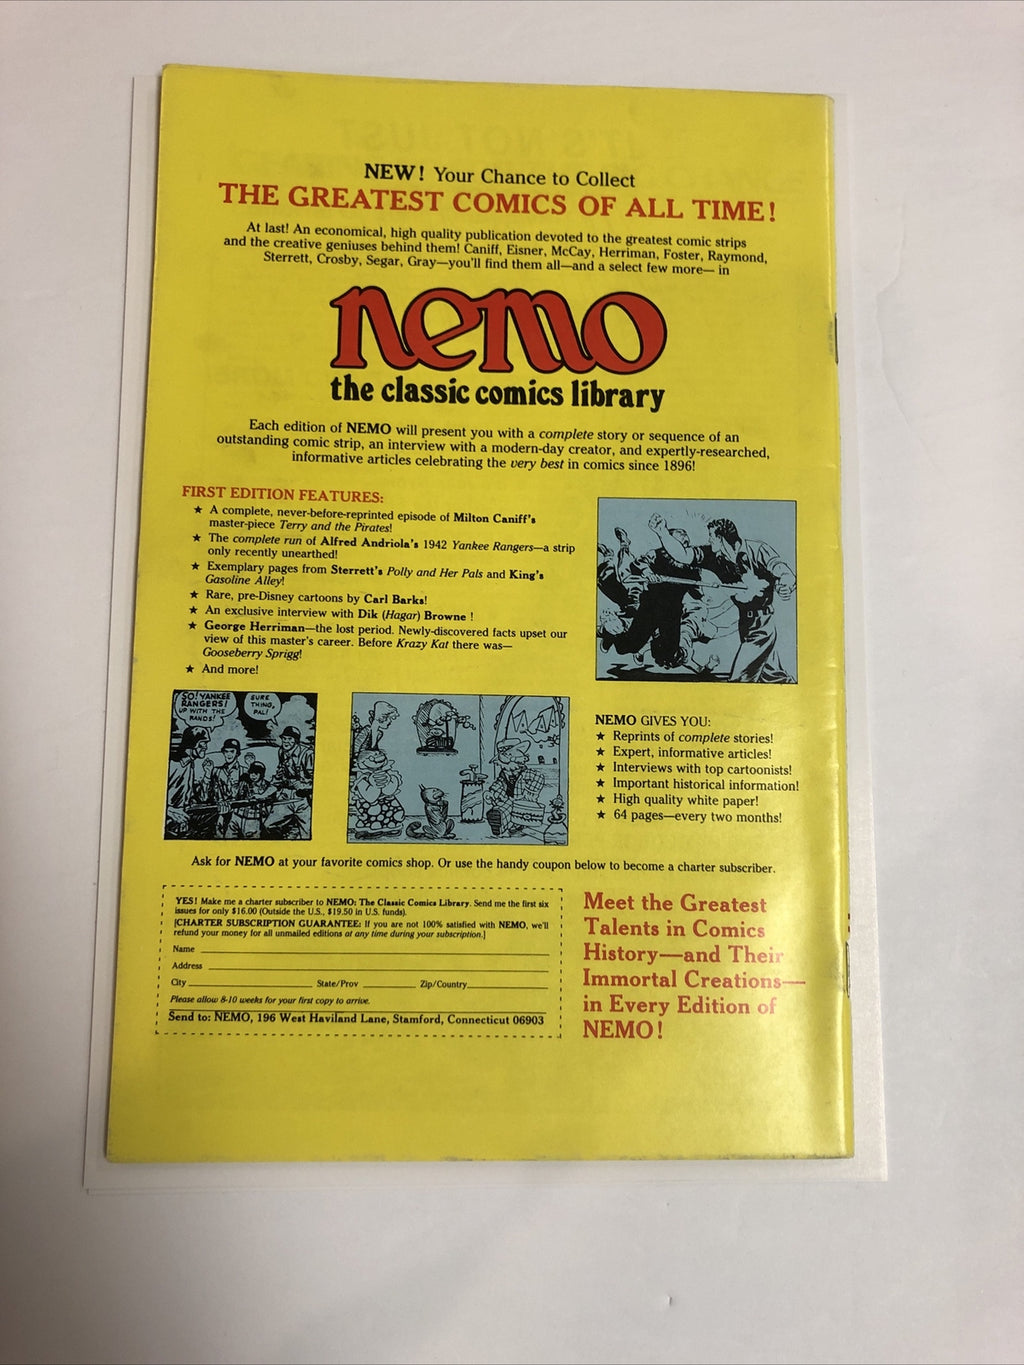 NEW! Your Chance to Collect
THE GREATEST COMICS OF ALL TIME!
At last! An economical, high quality publication devoted to the greatest comic strips
and the creative geniuses behind them! Caniff, Eisner, McCay, Herriman, Foster, Raymond,
Sterrett, Crosby, Segar, Gray—you'll find them all—and a select few more— in
nemo
the classic comics library
Each edition of NEMO will present you with a complete story or sequence of an
outstanding comic strip, an interview with a modern-day creator, and expertly-researched,
informative articles celebrating the very best in comics since 1896!
FIRST EDITION FEATURES:
★ A complete, never-before-reprinted episode of Milton Caniff's
master-piece Terry and the Pirates!
★ The complete run of Alfred Andriola's 1942 Yankee Rangers—a strip
only recently unearthed!
★ Exemplary pages from Sterrett's Polly and Her Pals and King's
Gasoline Alley!
★ Rare, pre-Disney cartoons by Carl Barks!
★ An exclusive interview with Dik (Hagar) Browne !
★ George Herriman—the lost period. Newly-discovered facts upset our
view of this master's career. Before Krazy Kat there was—
Gooseberry Sprigg!
★ And more!
SO! YANKEE
RANGERS!
UP WITH THE
HANDS!
SURE
THING,
PAL!
NEMO GIVES YOU:
★ Reprints of complete stories!
★ Expert, informative articles!
★ Interviews with top cartoonists!
★ Important historical information!
★ High quality white paper!
★ 64 pages—every two months!
Ask for NEMO at your favorite comics shop. Or use the handy coupon below to become a charter subscriber.
YES! Make me a charter subscriber to NEMO: The Classic Comics Library. Send me the first six
issues for only $16.00 (Outside the U.S., $19.50 in U.S. funds).
[CHARTER SUBSCRIPTION GUARANTEE: If you are not 100% satisfied with NEMO, we'll
refund your money for all unmailed editions at any time during your subscription.]
Name
Address
City State/Prov Zip/Country
Please allow 8-10 weeks for your first copy to arrive.
Send to: NEMO, 196 West Haviland Lane, Stamford, Connecticut 06903
Meet the Greatest
Talents in Comics
History—and Their
Immortal Creations—
in Every Edition of
NEMO!